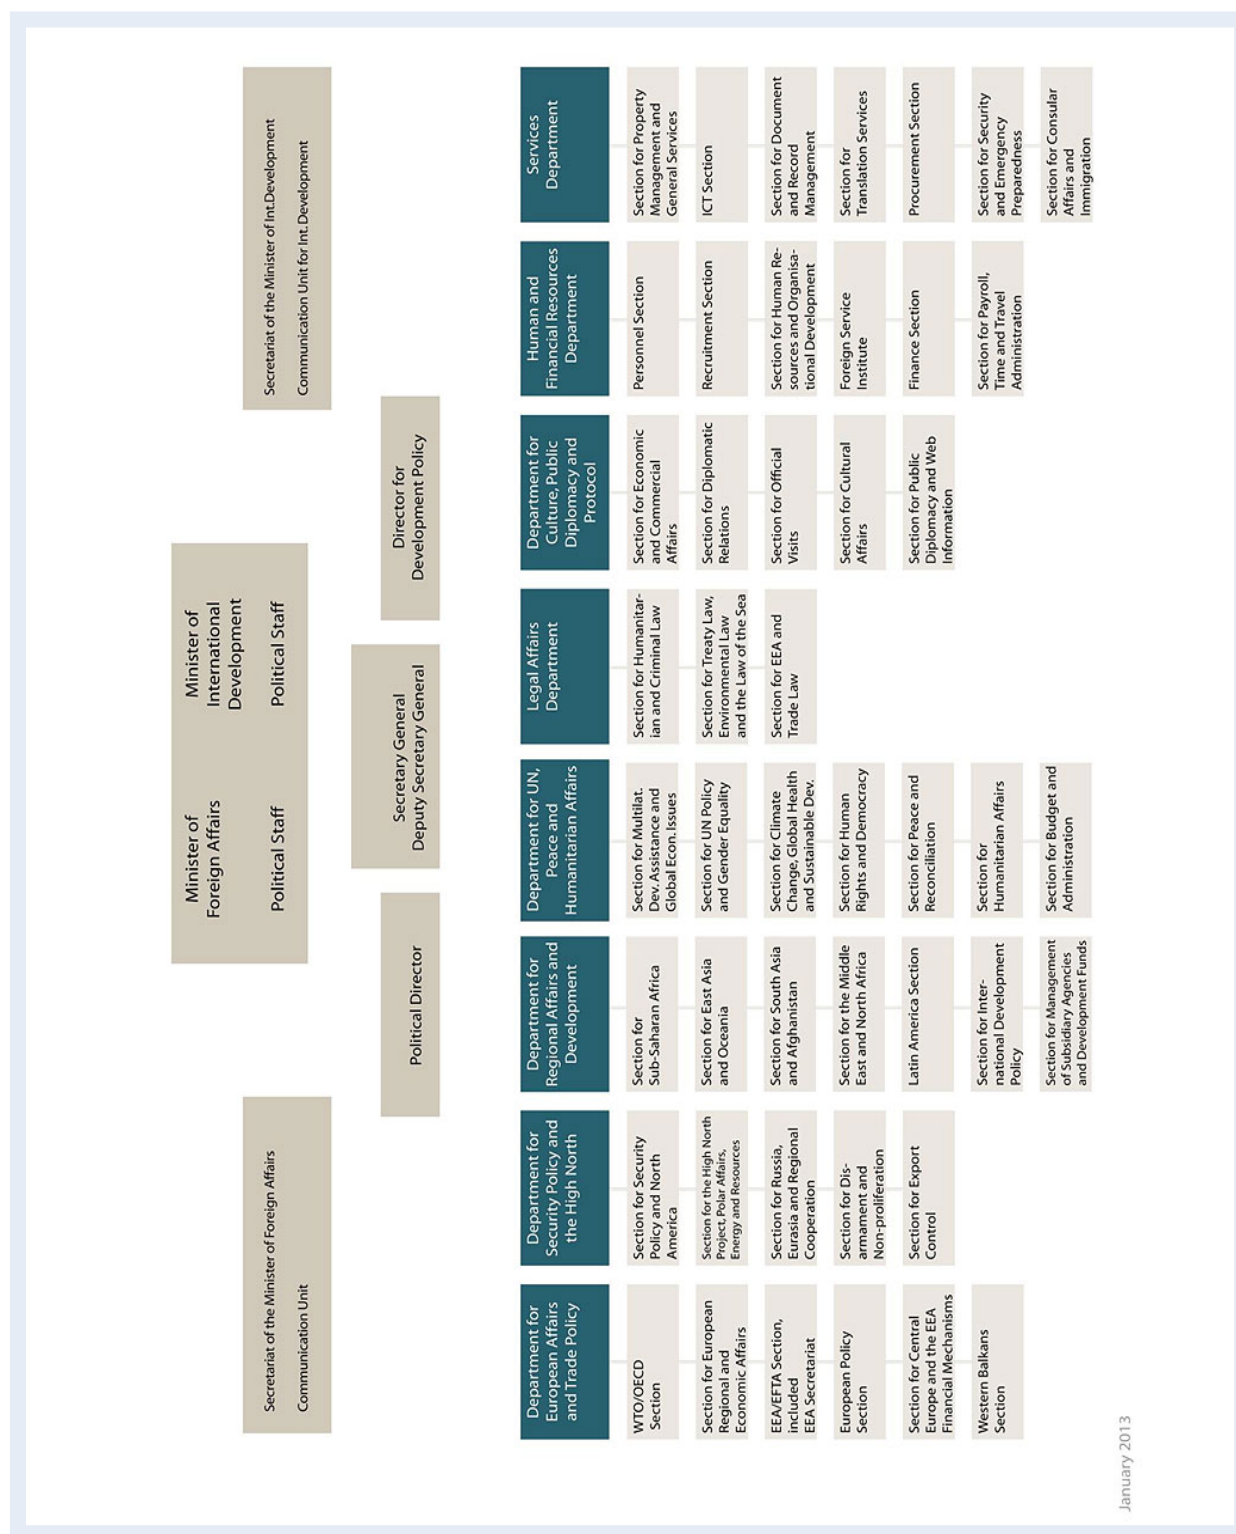 Minister of
Foreign Affairs
Political Staff
Minister of
International
Development
Political Staff
Secretariat of the Minister of Foreign Affairs
Communication Unit
Secretariat of the Minister of Int.Development
Communication Unit for Int.Development
Political Director
Secretary General
Deputy Secretary General
Director for
Development Policy
Department for
European Affairs
and Trade Policy
WTO/OECD
Section
Section for European
Regional and
Economic Affairs
EEA/EFTA Section,
included
EEA Secretariat
European Policy
Section
Section for Central
Europe and the EEA
Financial Mechanisms
Western Balkans
Section
Department for
Security Policy and
the High North
Section for Security
Policy and North
America
Section for the High North
Project, Polar Affairs,
Energy and Resources
Section for Russia,
Eurasia and Regional
Cooperation
Section for Dis-
armament and
Non-proliferation
Section for Export
Control
Department for
Regional Affairs and
Development
Section for
Sub-Saharan Africa
Section for East Asia
and Oceania
Section for South Asia
and Afghanistan
Section for the Middle
East and North Africa
Latin America Section
Section for Inter-
national Development
Policy
Section for Management
of Subsidiary Agencies
and Development Funds
Department for UN,
Peace and
Humanitarian Affairs
Section for Multilat.
Dev. Assistance and
Global Econ. Issues
Section for UN Policy
and Gender Equality
Section for Climate
Change, Global Health
and Sustainable Dev.
Section for Human
Rights and Democracy
Section for Peace and
Reconciliation
Section for
Humanitarian Affairs
Section for Budget and
Administration
Legal Affairs
Department
Section for Humanitar-
ian and Criminal Law
Section for Treaty Law,
Environmental Law
and the Law of the Sea
Section for EEA and
Trade Law
Department for
Culture, Public
Diplomacy and
Protocol
Section for Economic
and Commercial
Affairs
Section for Diplomatic
Relations
Section for Official
Visits
Section for Cultural
Affairs
Section for Public
Diplomacy and Web
Information
Human and
Financial Resources
Department
Personnel Section
Recruitment Section
Section for Human Re-
sources and Organisa-
tional Development
Foreign Service
Institute
Finance Section
Section for Payroll,
Time and Travel
Administration
Services
Department
Section for Property
Management and
General Services
ICT Section
Section for Document
and Record
Management
Section for
Translation Services
Procurement Section
Section for Security
and Emergency
Preparedness
Section for Consular
Affairs and
Immigration
January 2013